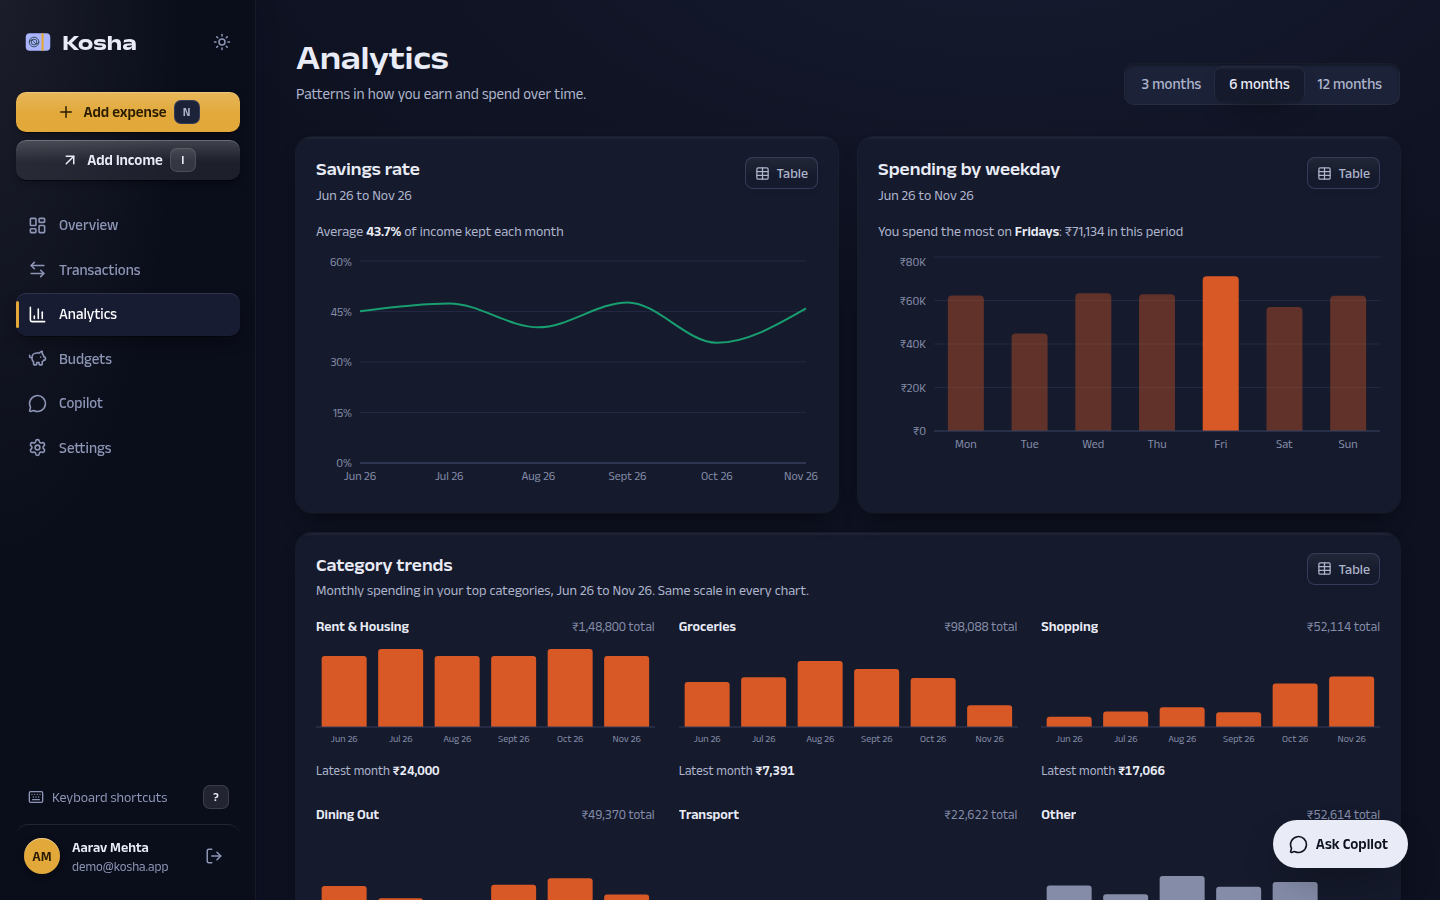 Kosha
Add expense N
Add income I
Overview
Transactions
Analytics
Budgets
Copilot
Settings
Keyboard shortcuts ?
AM
Aarav Mehta
demo@kosha.app
Analytics
Patterns in how you earn and spend over time.
3 months 6 months 12 months
Savings rate
Table
Jun 26 to Nov 26
Average 43.7% of income kept each month
60%
45%
30%
15%
0%
Jun 26 Jul 26 Aug 26 Sept 26 Oct 26 Nov 26
Spending by weekday
Table
Jun 26 to Nov 26
You spend the most on Fridays: ₹71,134 in this period
₹80K
₹60K
₹40K
₹20K
₹0
Mon Tue Wed Thu Fri Sat Sun
Category trends
Table
Monthly spending in your top categories, Jun 26 to Nov 26. Same scale in every chart.
Rent & Housing ₹1,48,800 total
Jun 26 Jul 26 Aug 26 Sept 26 Oct 26 Nov 26
Latest month ₹24,000
Groceries ₹98,088 total
Jun 26 Jul 26 Aug 26 Sept 26 Oct 26 Nov 26
Latest month ₹7,391
Shopping ₹52,114 total
Jun 26 Jul 26 Aug 26 Sept 26 Oct 26 Nov 26
Latest month ₹17,066
Dining Out ₹49,370 total
Transport ₹22,622 total
Other ₹52,614 total
Ask Copilot